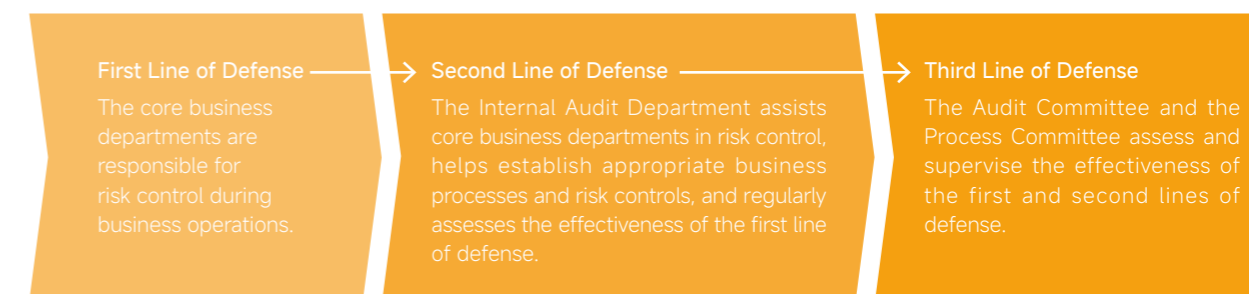 First Line of Defense
The core business
departments are
responsible for
risk control during
business operations.
Second Line of Defense
The Internal Audit Department assists
core business departments in risk control,
helps establish appropriate business
processes and risk controls, and regularly
assesses the effectiveness of the first line
of defense.
Third Line of Defense
The Audit Committee and the
Process Committee assess and
supervise the effectiveness of
the first and second lines of
defense.